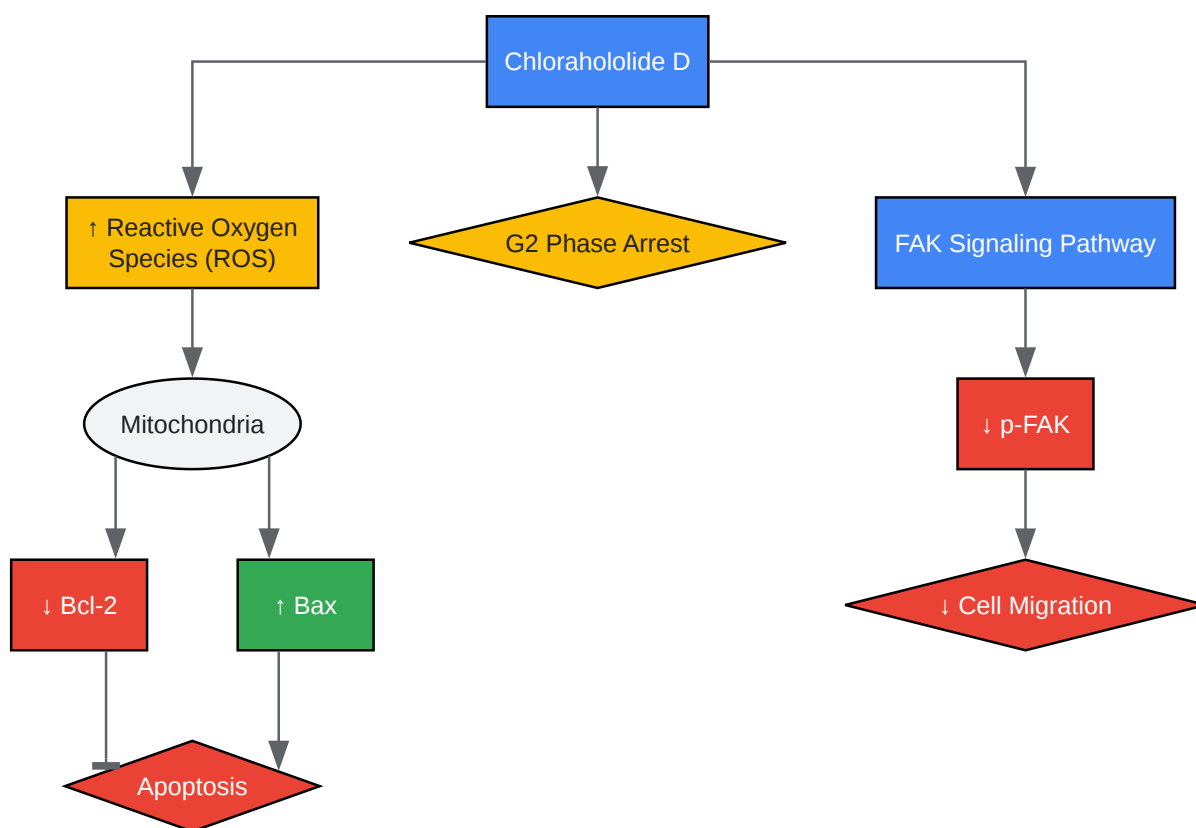 Chlorahololide D
↑ Reactive Oxygen
Species (ROS)
G2 Phase Arrest
FAK Signaling Pathway
Mitochondria
↓ p-FAK
↓ Bcl-2
↑ Bax
↓ Cell Migration
Apoptosis